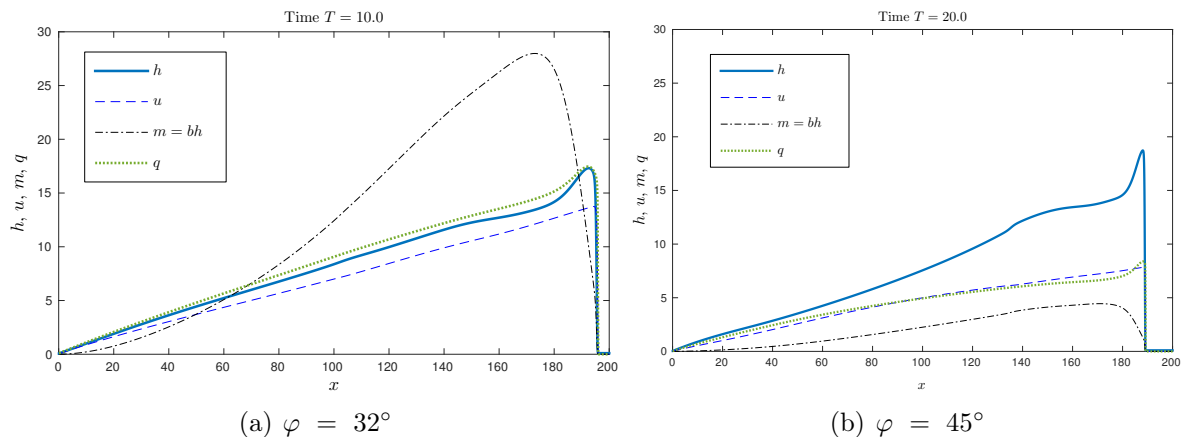 Time T = 10.0
30
25
20
15
10
5
0
h, u, m, q
h
u
m = bh
q
0 20 40 60 80 100 120 140 160 180 200
x
(a) φ = 32°
Time T = 20.0
30
25
20
15
10
5
0
h, u, m, q
h
u
m = bh
q
0 20 40 60 80 100 120 140 160 180 200
x
(b) φ = 45°